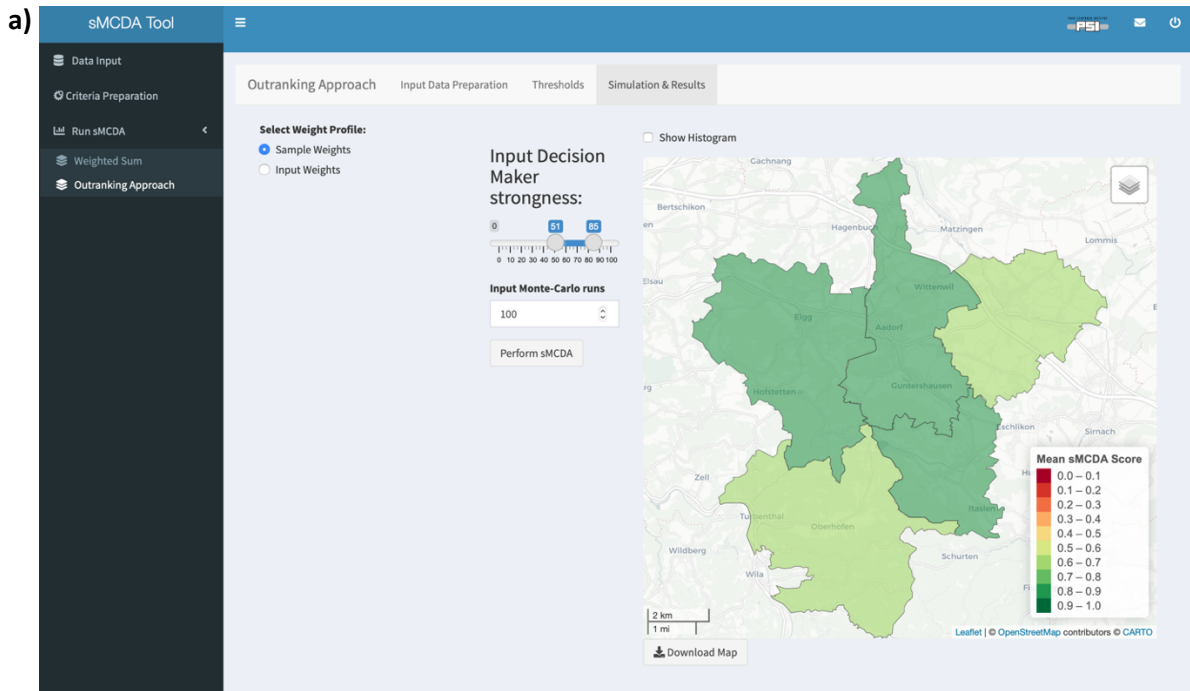 a)
sMCDA Tool
PSI
Data Input
Criteria Preparation
Run sMCDA
Weighted Sum
Outranking Approach
Outranking Approach Input Data Preparation Thresholds Simulation & Results
Select Weight Profile:
Sample Weights
Input Weights
Input Decision
Maker
strongness:
0 51 85
0 10 20 30 40 50 60 70 80 90 100
Input Monte-Carlo runs
100
Perform sMCDA
Show Histogram
Gachnang
Bertschikon
Hagenbuch
Matzingen
Lommis
Elsau
Wittenwil
Elgg
Aadorf
Guntershausen
Hofstetten
Eschlikon
Sirnach
Zell
Itaslen
Turbenthal
Oberhofen
Wildberg
Schurten
Wila
Mean sMCDA Score
0.0 – 0.1
0.1 – 0.2
0.2 – 0.3
0.3 – 0.4
0.4 – 0.5
0.5 – 0.6
0.6 – 0.7
0.7 – 0.8
0.8 – 0.9
0.9 – 1.0
2 km
1 mi
Leaflet | © OpenStreetMap contributors © CARTO
Download Map